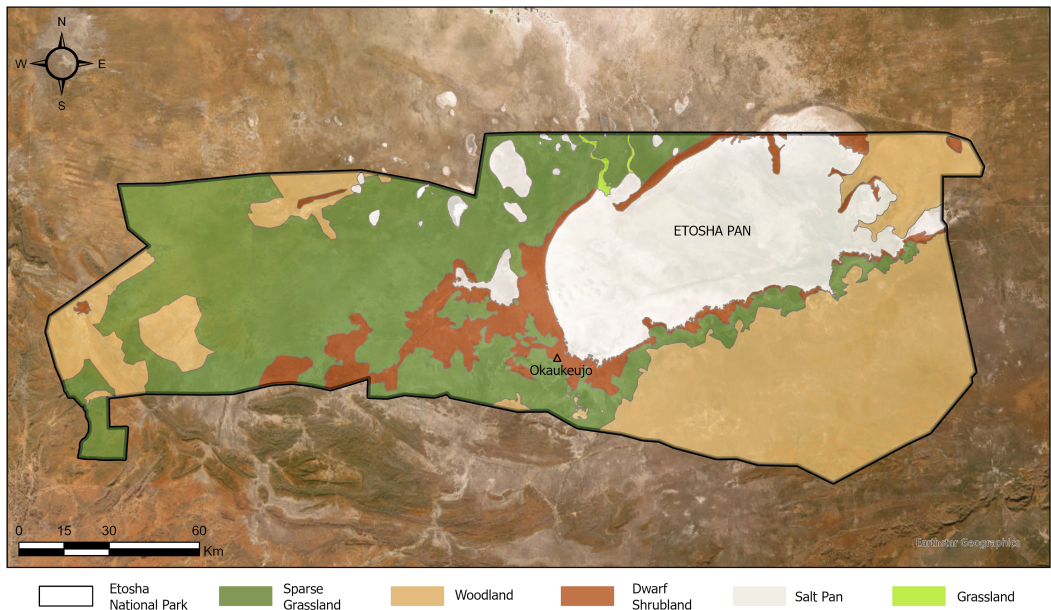 N
W E
S
ETOSHA PAN
Okaukeujo
0 15 30 60
Km
Earthstar Geographics
Etosha
National Park
Sparse
Grassland
Woodland
Dwarf
Shrubland
Salt Pan
Grassland